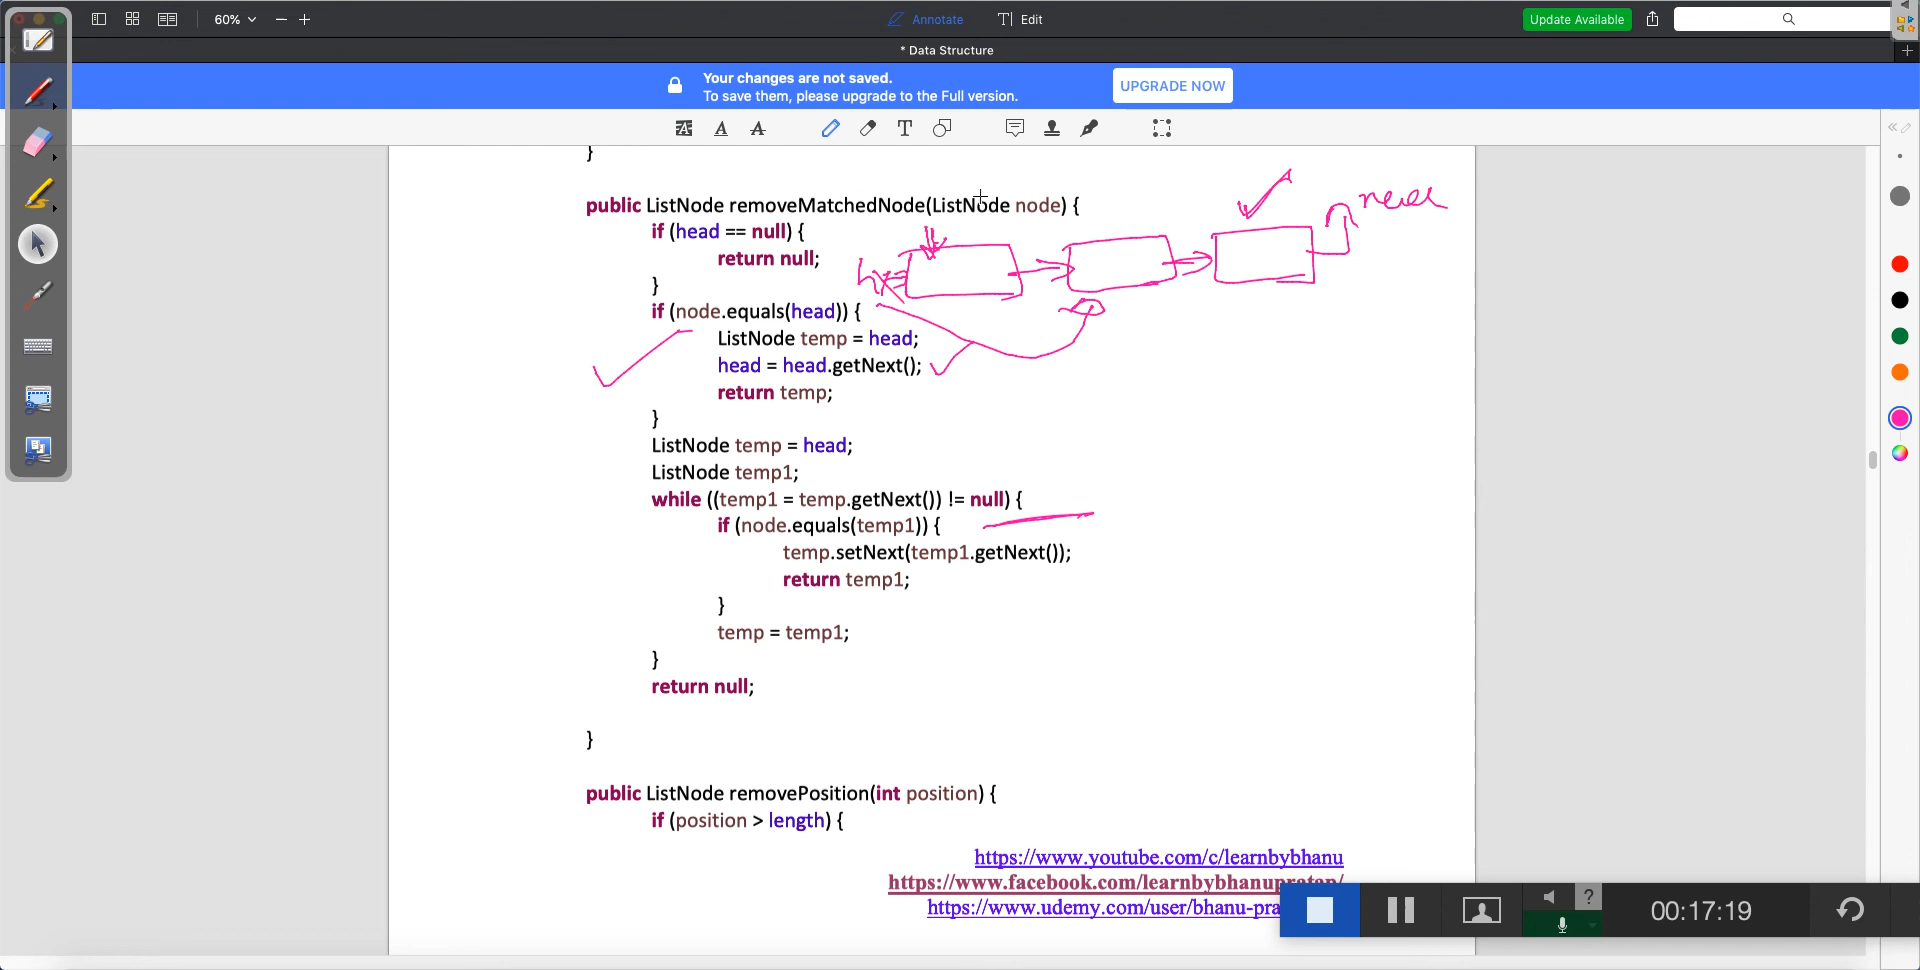 60%
Annotate
T Edit
Update Available
* Data Structure
Your changes are not saved.
To save them, please upgrade to the Full version.
UPGRADE NOW
}
public ListNode removeMatchedNode(ListNode node) {
if (head == null) {
return null;
}
if (node.equals(head)) {
ListNode temp = head;
head = head.getNext();
return temp;
}
ListNode temp = head;
ListNode temp1;
while ((temp1 = temp.getNext()) != null) {
if (node.equals(temp1)) {
temp.setNext(temp1.getNext());
return temp1;
}
temp = temp1;
}
return null;
}
public ListNode removePosition(int position) {
if (position > length) {
https://www.youtube.com/c/learnbybhanu
https://www.facebook.com/learnbybhanupratap/
https://www.udemy.com/user/bhanu-pra
?
00:17:19